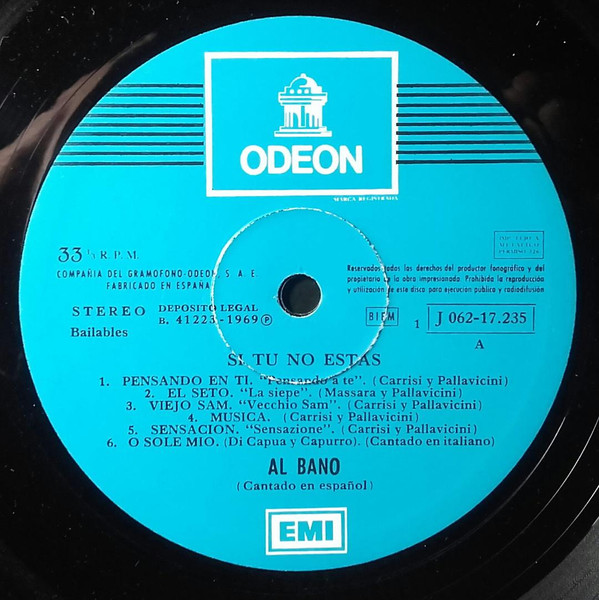 ODEON
MARCA REGISTRADA
33 1/3 R. P. M.
COMPAÑIA DEL GRAMOFONO-ODEON, S. A. E.
FABRICADO EN ESPAÑA
Reservados todos los derechos del productor fonográfico y del
propietario de la obra impresionada. Prohibida la reproducción
y utilización de este disco para ejecución pública y radiodifusión
STEREO
Bailables
DEPOSITO LEGAL
B. 41223-1969 Ⓟ
BIEM
1
J 062-17.235
A
SI TU NO ESTAS
1. PENSANDO EN TI. "Pensando a te". (Carrisi y Pallavicini)
2. EL SETO. "La siepe". (Massara y Pallavicini)
3. VIEJO SAM. "Vecchio Sam". (Carrisi y Pallavicini)
4. MUSICA. (Carrisi y Pallavicini)
5. SENSACION. "Sensazione". (Carrisi y Pallavicini)
6. O SOLE MIO. (Di Capua y Capurro). (Cantado en italiano)
AL BANO
(Cantado en español)
EMI